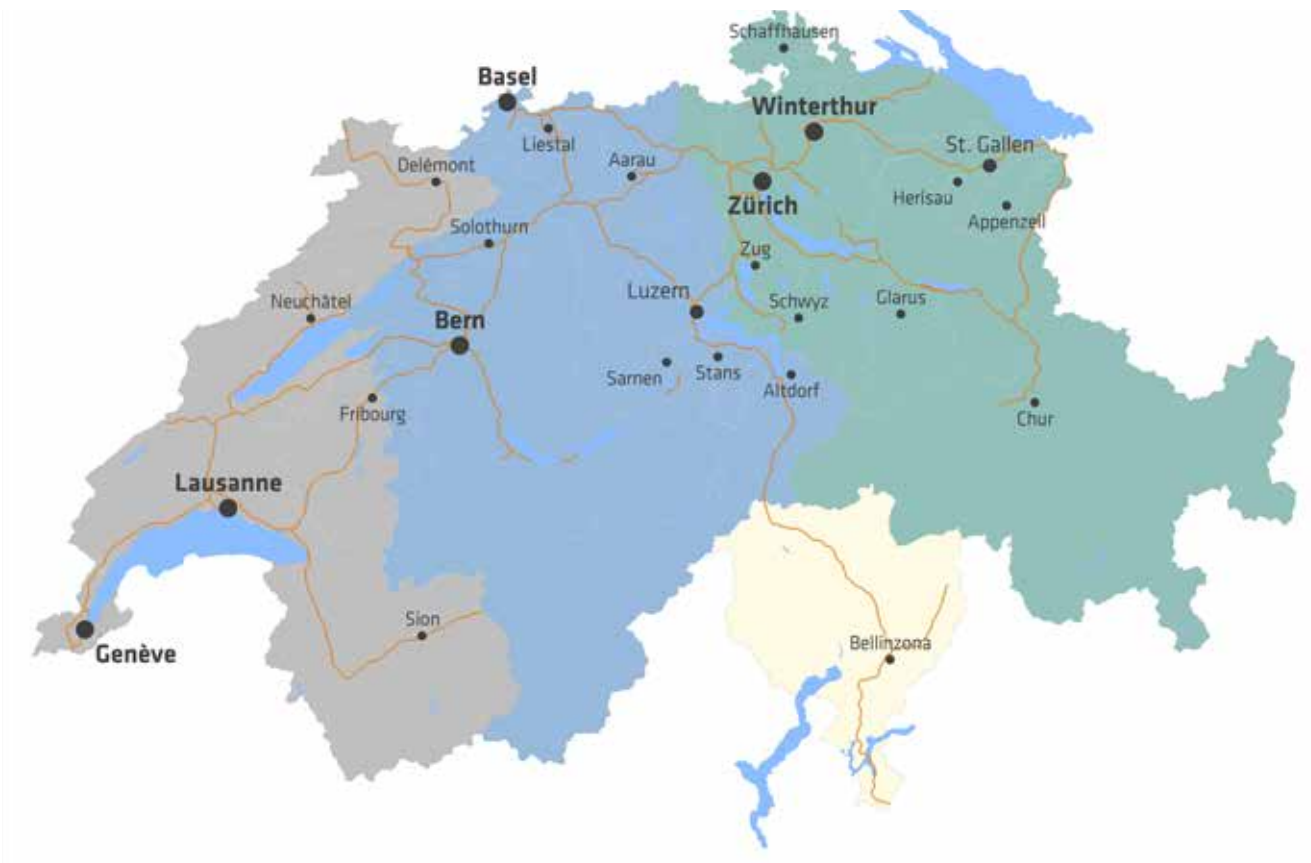 Schaffhausen
Basel
Winterthur
Liestal
St. Gallen
Delémont
Aarau
Herisau
Zürich
Appenzell
Solothurn
Zug
Luzern
Neuchâtel
Schwyz
Glarus
Bern
Sarnen
Stans
Altdorf
Fribourg
Chur
Lausanne
Sion
Bellinzona
Genève